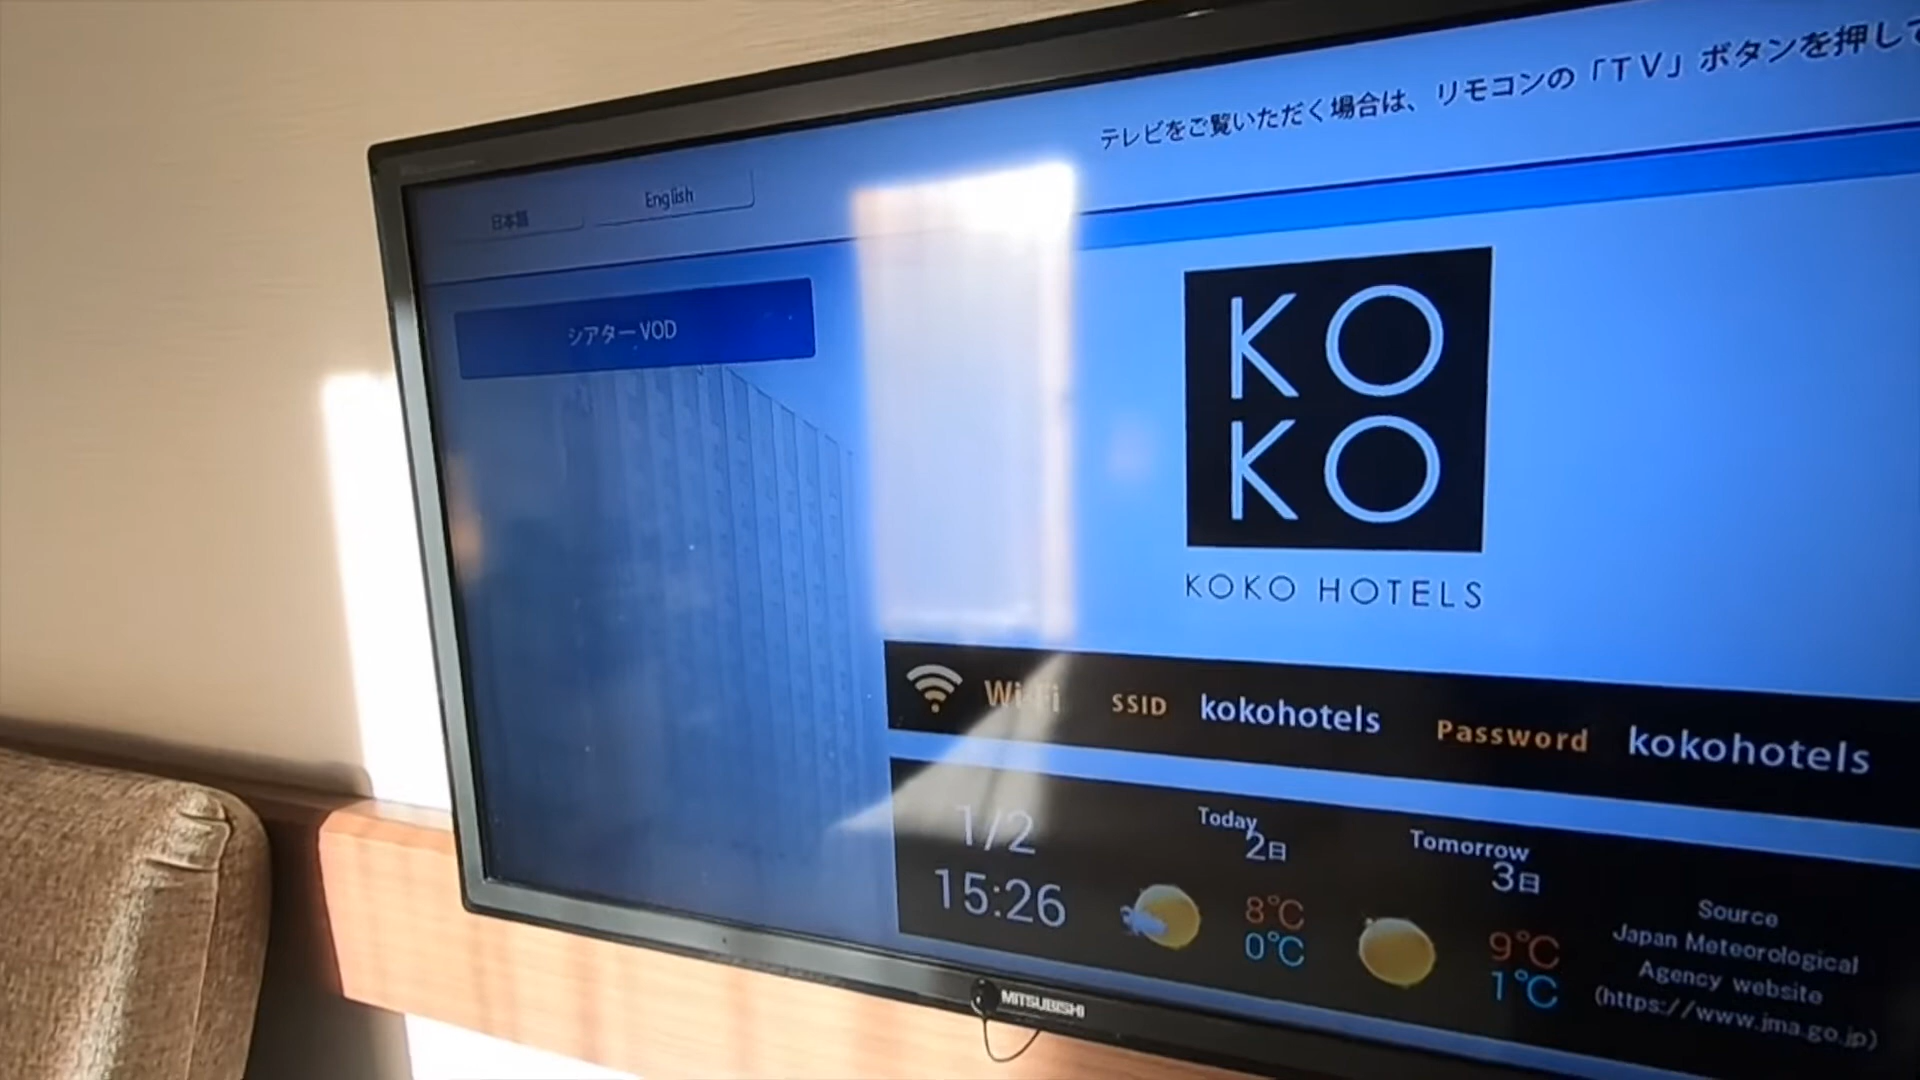 テレビをご覧いただく場合は、リモコンの「TV」ボタンを押して
日本語
English
シアターVOD
KO
KO
KOKO HOTELS
Wi-Fi SSID kokohotels Password kokohotels
1/2
15:26
Today
2日
8℃
0℃
Tomorrow
3日
9℃
1℃
Source
Japan Meteorological
Agency website
(https://www.jma.go.jp)
MITSUBISHI